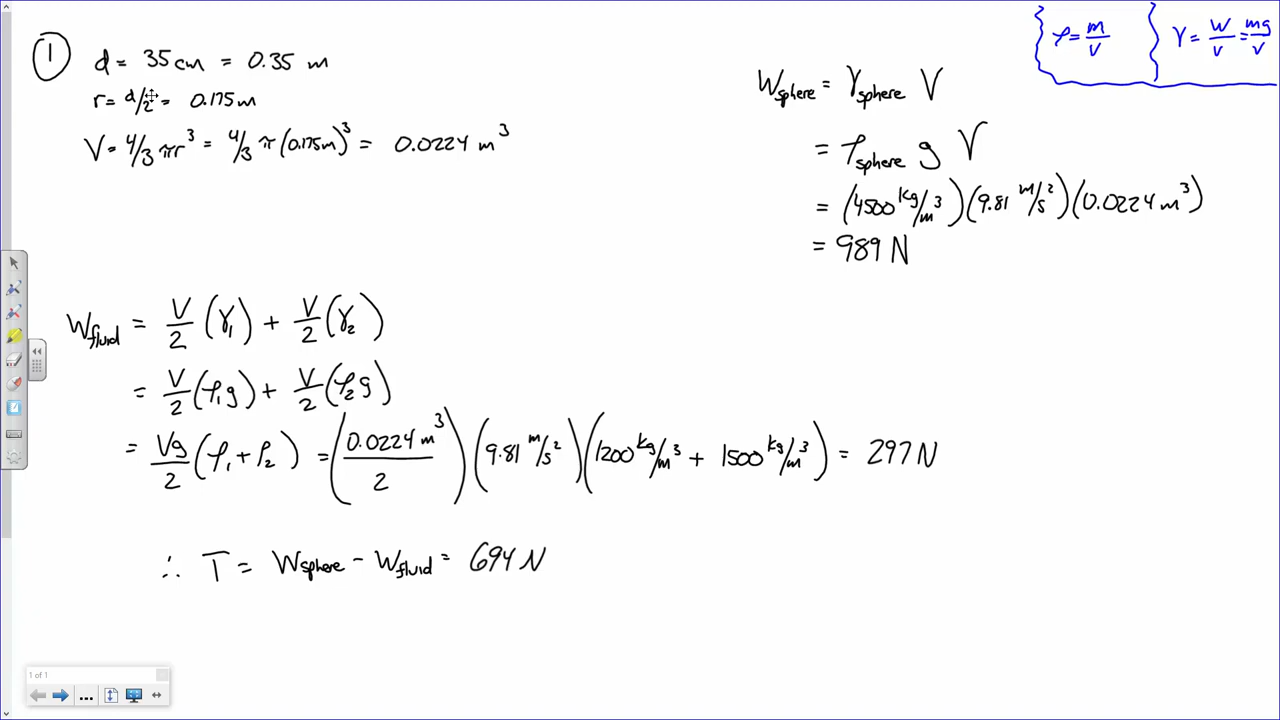 ① d = 35 cm = 0.35 m
r = d/2 = 0.175 m
V = 4/3 πr³ = 4/3 π(0.175m)³ = 0.0224 m³
ρ = m/V
γ = W/V = mg/V
W_sphere = γ_sphere V
= ρ_sphere g V
= (4500 kg/m³)(9.81 m/s²)(0.0224 m³)
= 989 N
W_fluid = V/2 (γ₁) + V/2 (γ₂)
= V/2 (ρ₁g) + V/2 (ρ₂g)
= Vg/2 (ρ₁ + ρ₂) = (0.0224 m³/2)(9.81 m/s²)(1200 kg/m³ + 1500 kg/m³) = 297 N
∴ T = W_sphere - W_fluid = 694 N
1 of 1